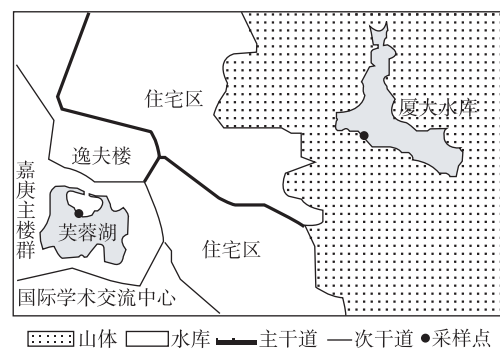 住宅区
厦大水库
逸夫楼
嘉庚主楼群
芙蓉湖
住宅区
国际学术交流中心
山体 水库 主干道 次干道 采样点